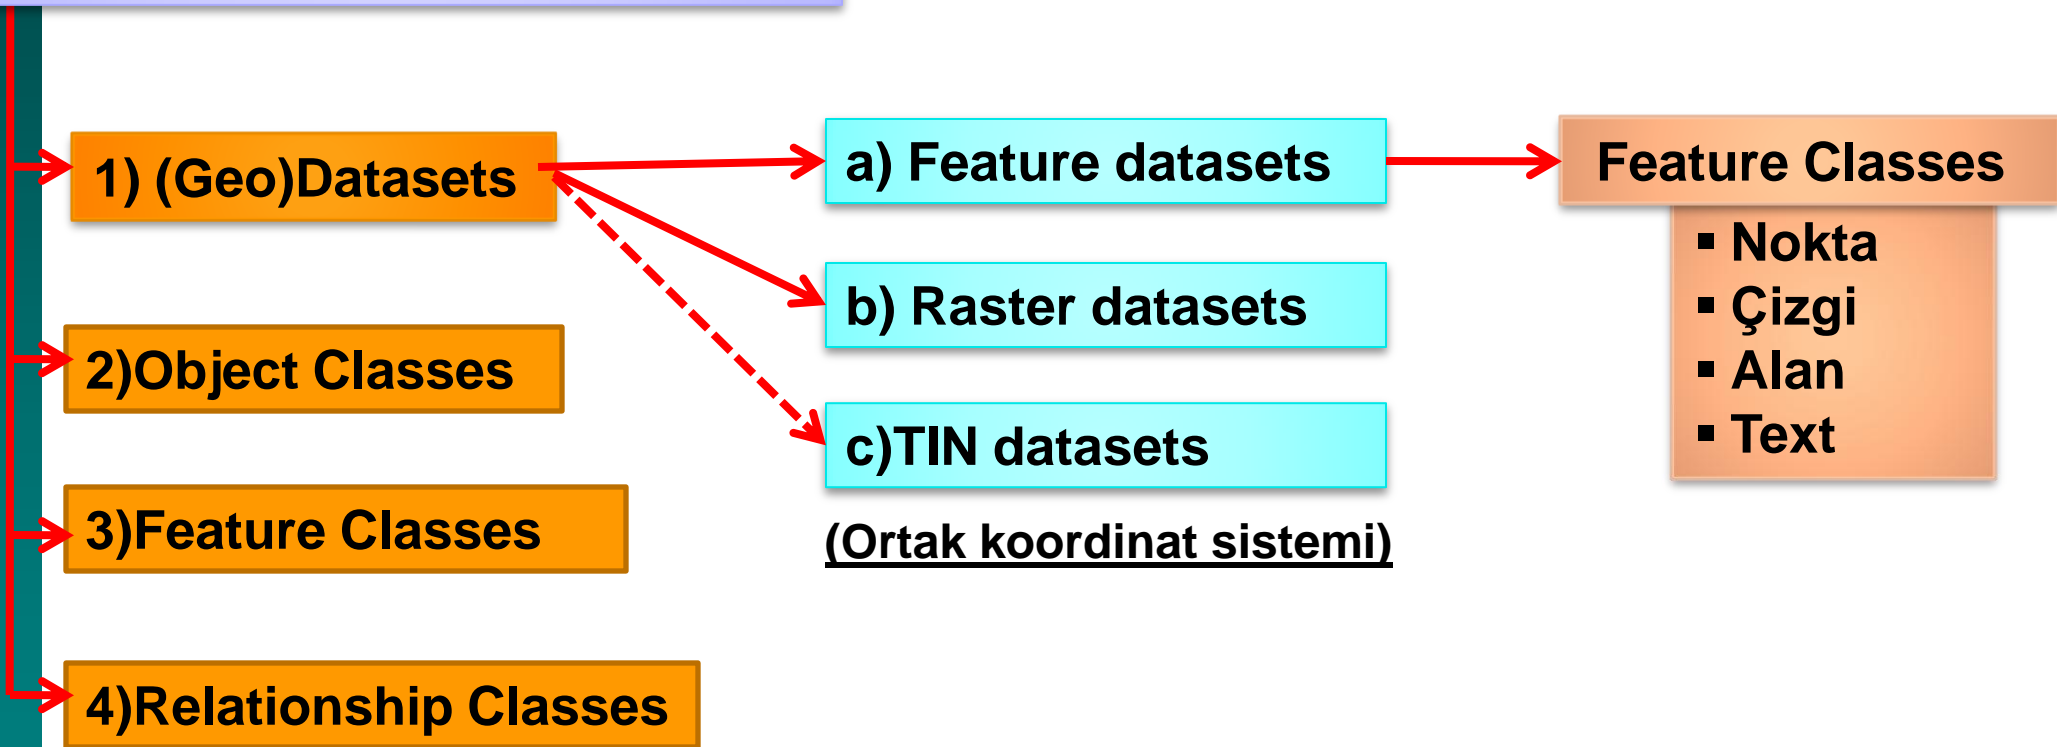 1) (Geo)Datasets
a) Feature datasets
b) Raster datasets
c)TIN datasets
(Ortak koordinat sistemi)
Feature Classes
▪ Nokta
▪ Çizgi
▪ Alan
▪ Text
2)Object Classes
3)Feature Classes
4)Relationship Classes